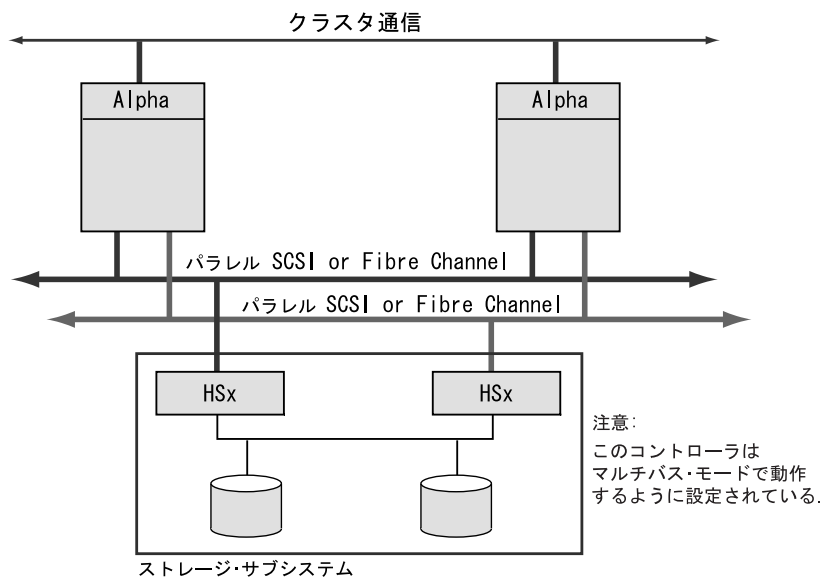 クラスタ通信
Alpha
Alpha
パラレル SCSI or Fibre Channel
パラレル SCSI or Fibre Channel
HSx
HSx
注意:
このコントローラは
マルチバス・モードで動作
するように設定されている.
ストレージ・サブシステム